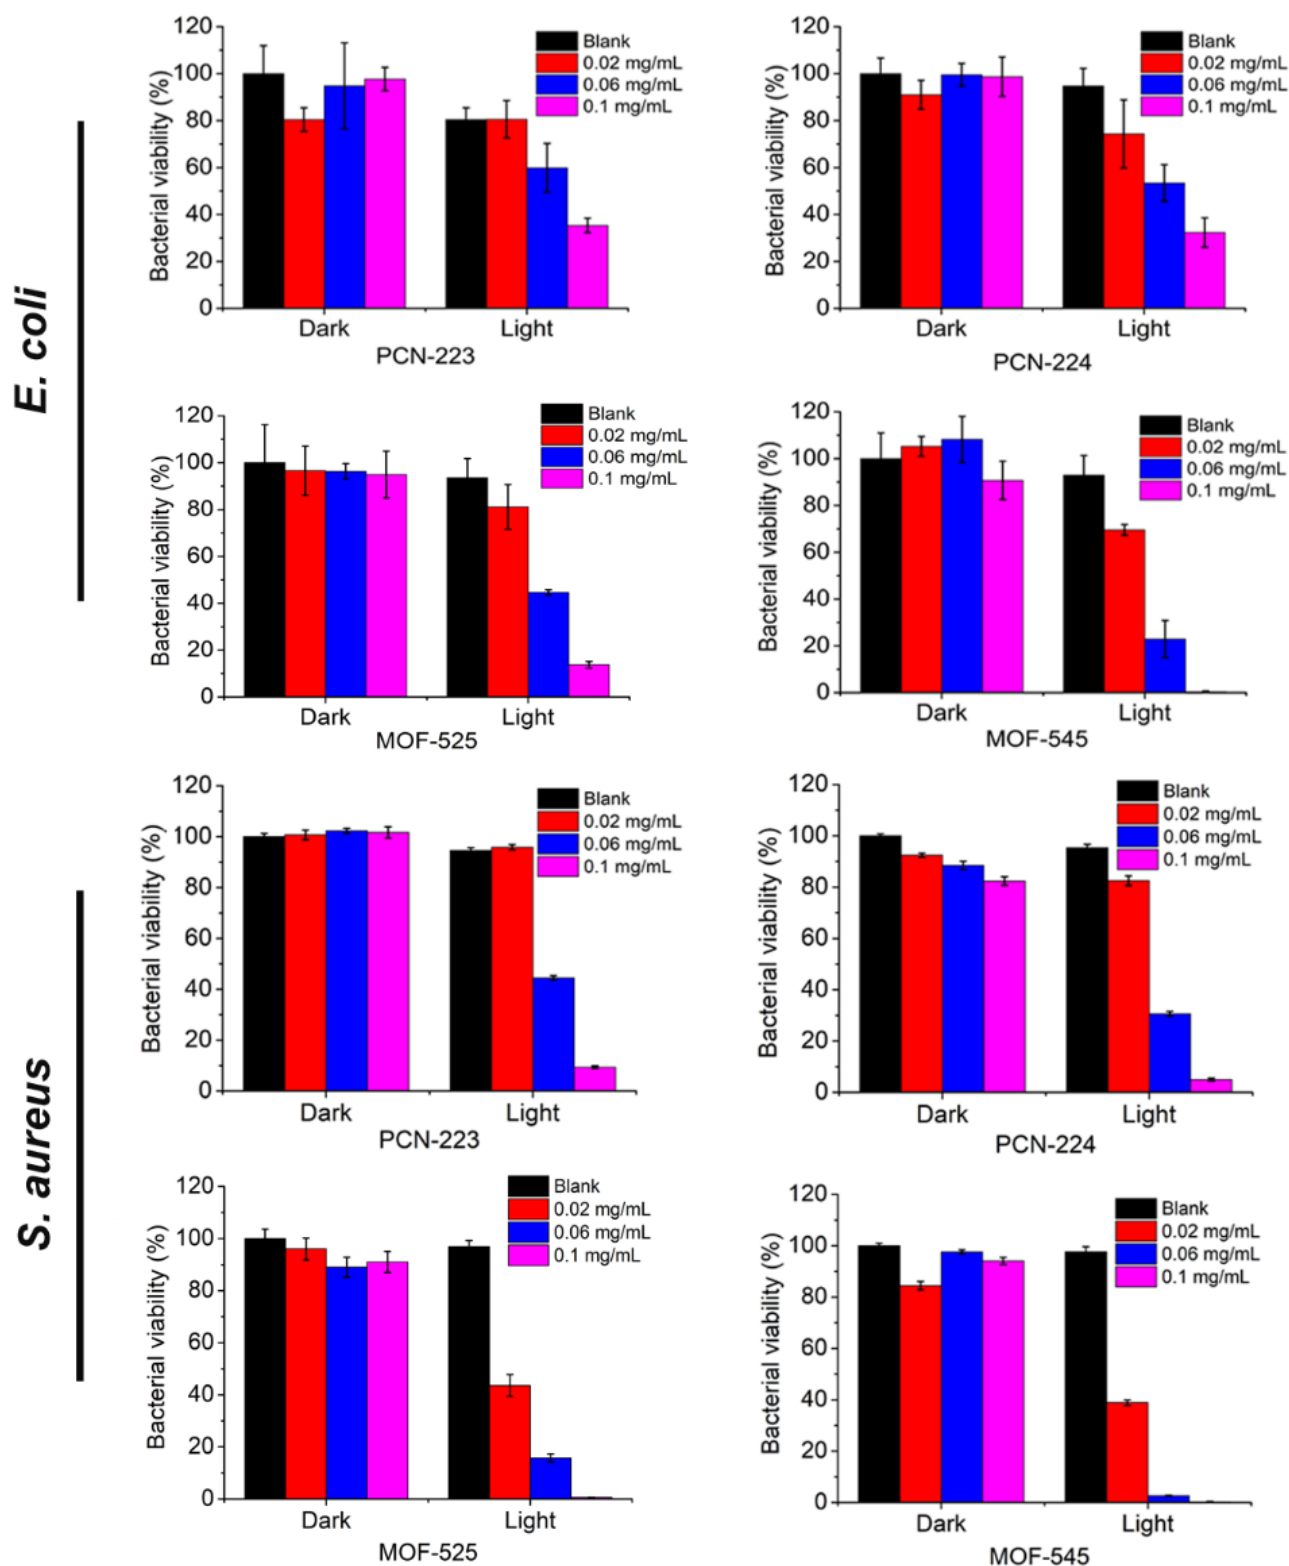 E. coli
Bacterial viability (%)
120
100
80
60
40
20
0
Blank
0.02 mg/mL
0.06 mg/mL
0.1 mg/mL
Dark
Light
PCN-223
Bacterial viability (%)
120
100
80
60
40
20
0
Blank
0.02 mg/mL
0.06 mg/mL
0.1 mg/mL
Dark
Light
PCN-224
Bacterial viability (%)
120
100
80
60
40
20
0
Blank
0.02 mg/mL
0.06 mg/mL
0.1 mg/mL
Dark
Light
MOF-525
Bacterial viability (%)
120
100
80
60
40
20
0
Blank
0.02 mg/mL
0.06 mg/mL
0.1 mg/mL
Dark
Light
MOF-545
S. aureus
Bacterial viability (%)
120
100
80
60
40
20
0
Blank
0.02 mg/mL
0.06 mg/mL
0.1 mg/mL
Dark
Light
PCN-223
Bacterial viability (%)
120
100
80
60
40
20
0
Blank
0.02 mg/mL
0.06 mg/mL
0.1 mg/mL
Dark
Light
PCN-224
Bacterial viability (%)
120
100
80
60
40
20
0
Blank
0.02 mg/mL
0.06 mg/mL
0.1 mg/mL
Dark
Light
MOF-525
Bacterial viability (%)
120
100
80
60
40
20
0
Blank
0.02 mg/mL
0.06 mg/mL
0.1 mg/mL
Dark
Light
MOF-545